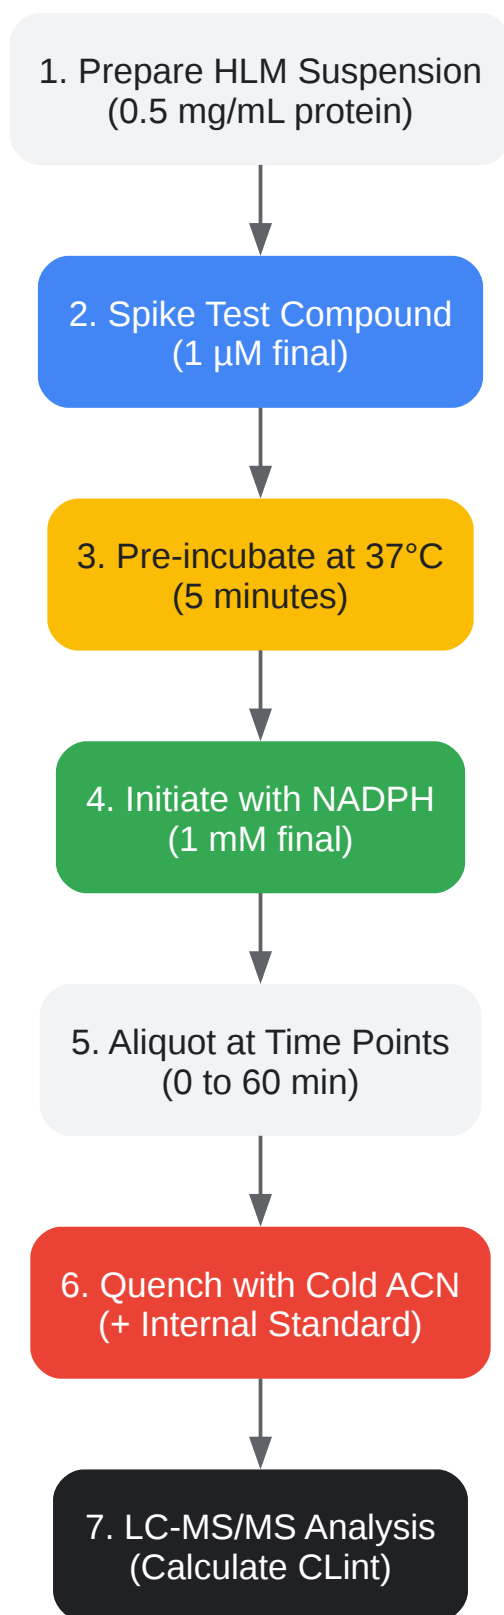 1. Prepare HLM Suspension
(0.5 mg/mL protein)
2. Spike Test Compound
(1 µM final)
3. Pre-incubate at 37°C
(5 minutes)
4. Initiate with NADPH
(1 mM final)
5. Aliquot at Time Points
(0 to 60 min)
6. Quench with Cold ACN
(+ Internal Standard)
7. LC-MS/MS Analysis
(Calculate CLint)